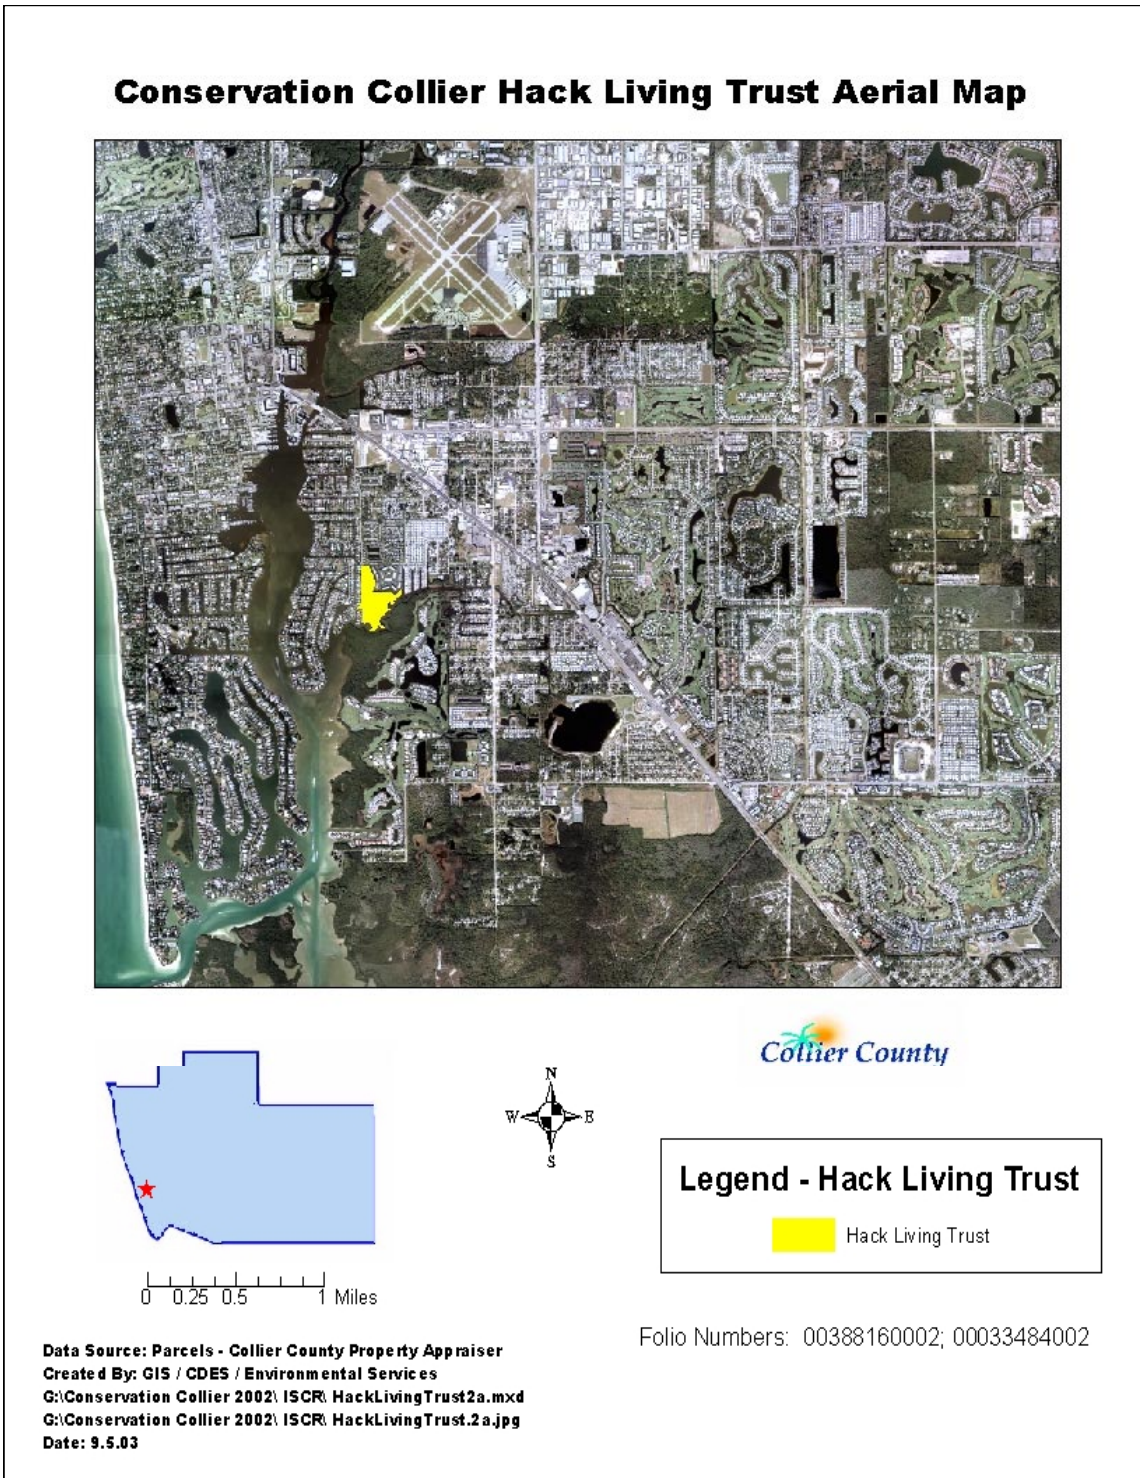 Conservation Collier Hack Living Trust Aerial Map
Collier County
N
W E
S
Legend - Hack Living Trust
Hack Living Trust
0 0.25 0.5 1 Miles
Folio Numbers: 00388160002; 00033484002
Data Source: Parcels - Collier County Property Appraiser
Created By: GIS / CDES / Environmental Services
G:\Conservation Collier 2002\ ISCR\ HackLivingTrust2a.mxd
G:\Conservation Collier 2002\ ISCR\ HackLivingTrust.2a.jpg
Date: 9.5.03